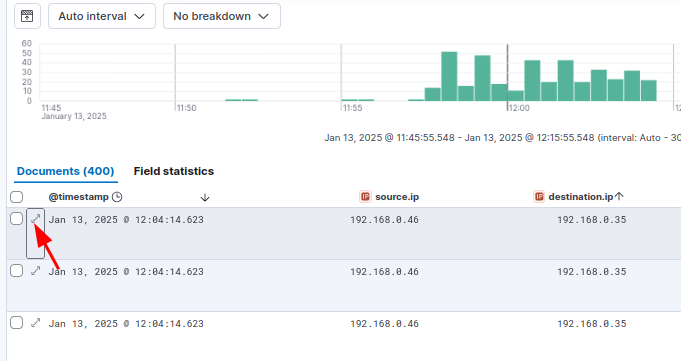 Auto interval No breakdown
60
50
40
30
20
10
0
11:45 11:50 11:55 12:00
January 13, 2025
Jan 13, 2025 @ 11:45:55.548 - Jan 13, 2025 @ 12:15:55.548 (interval: Auto - 30
Documents (400) Field statistics
@timestamp IP source.ip IP destination.ip
Jan 13, 2025 @ 12:04:14.623 192.168.0.46 192.168.0.35
Jan 13, 2025 @ 12:04:14.623 192.168.0.46 192.168.0.35
Jan 13, 2025 @ 12:04:14.623 192.168.0.46 192.168.0.35